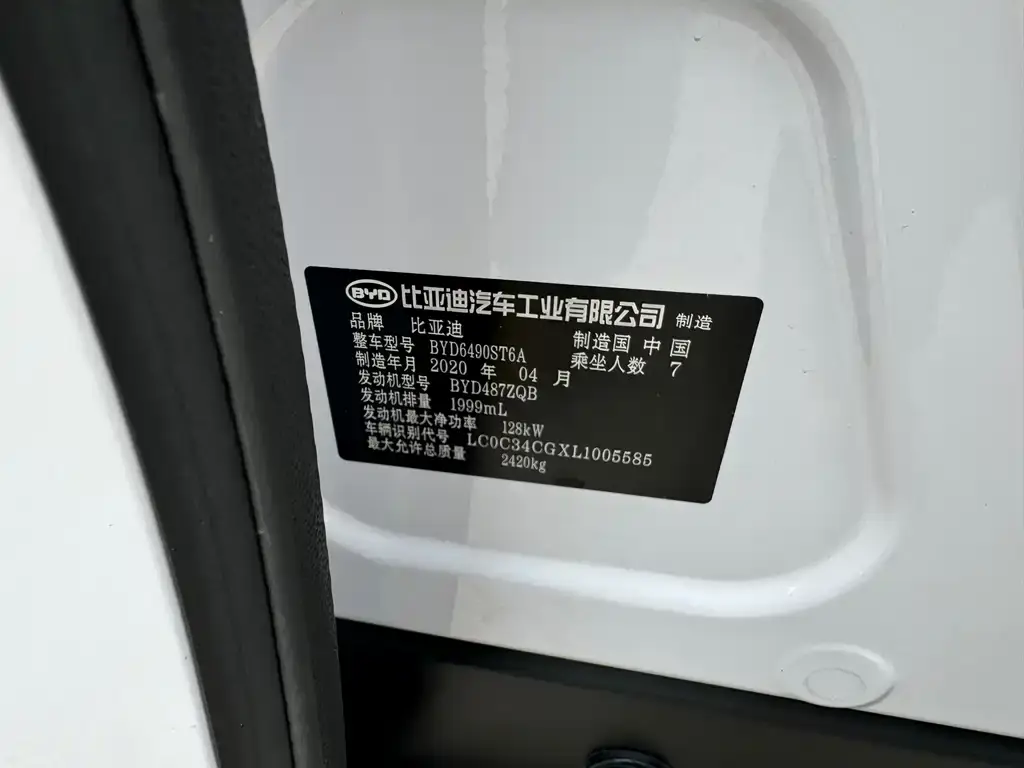 BYD 比亚迪汽车工业有限公司 制造
品牌 比亚迪 制造国 中国
整车型号 BYD6490ST6A 乘坐人数 7
制造年月 2020 年 04 月
发动机型号 BYD487ZQB
发动机排量 1999mL
发动机最大净功率 128kW
车辆识别代号 LC0C34CGXL1005585
最大允许总质量 2420kg